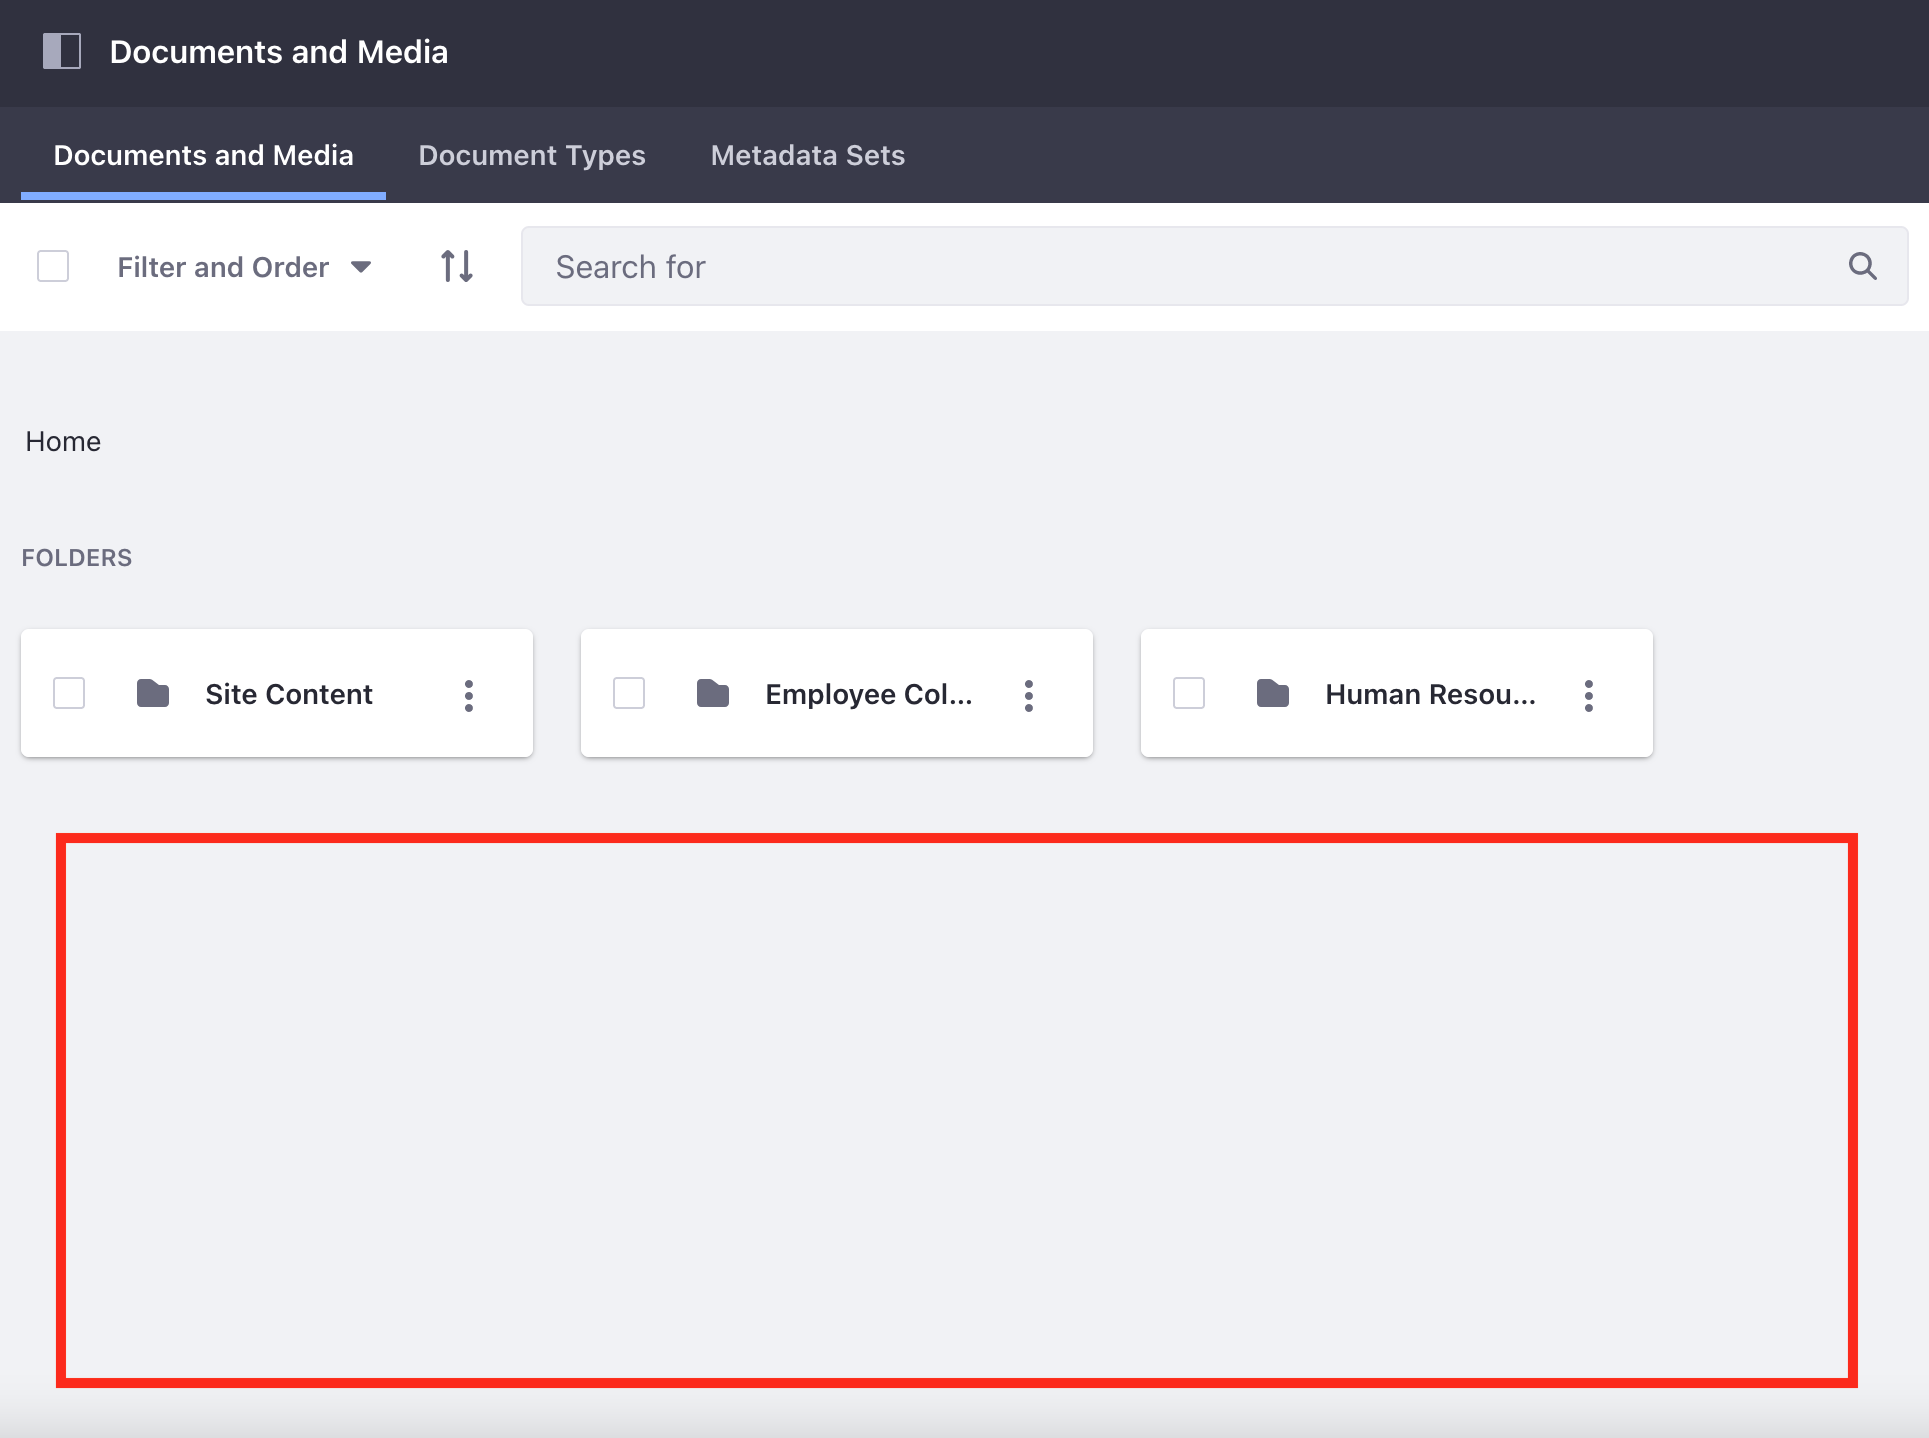 Documents and Media
Documents and Media Document Types Metadata Sets
Filter and Order Search for
Home
FOLDERS
Site Content Employee Col... Human Resou...